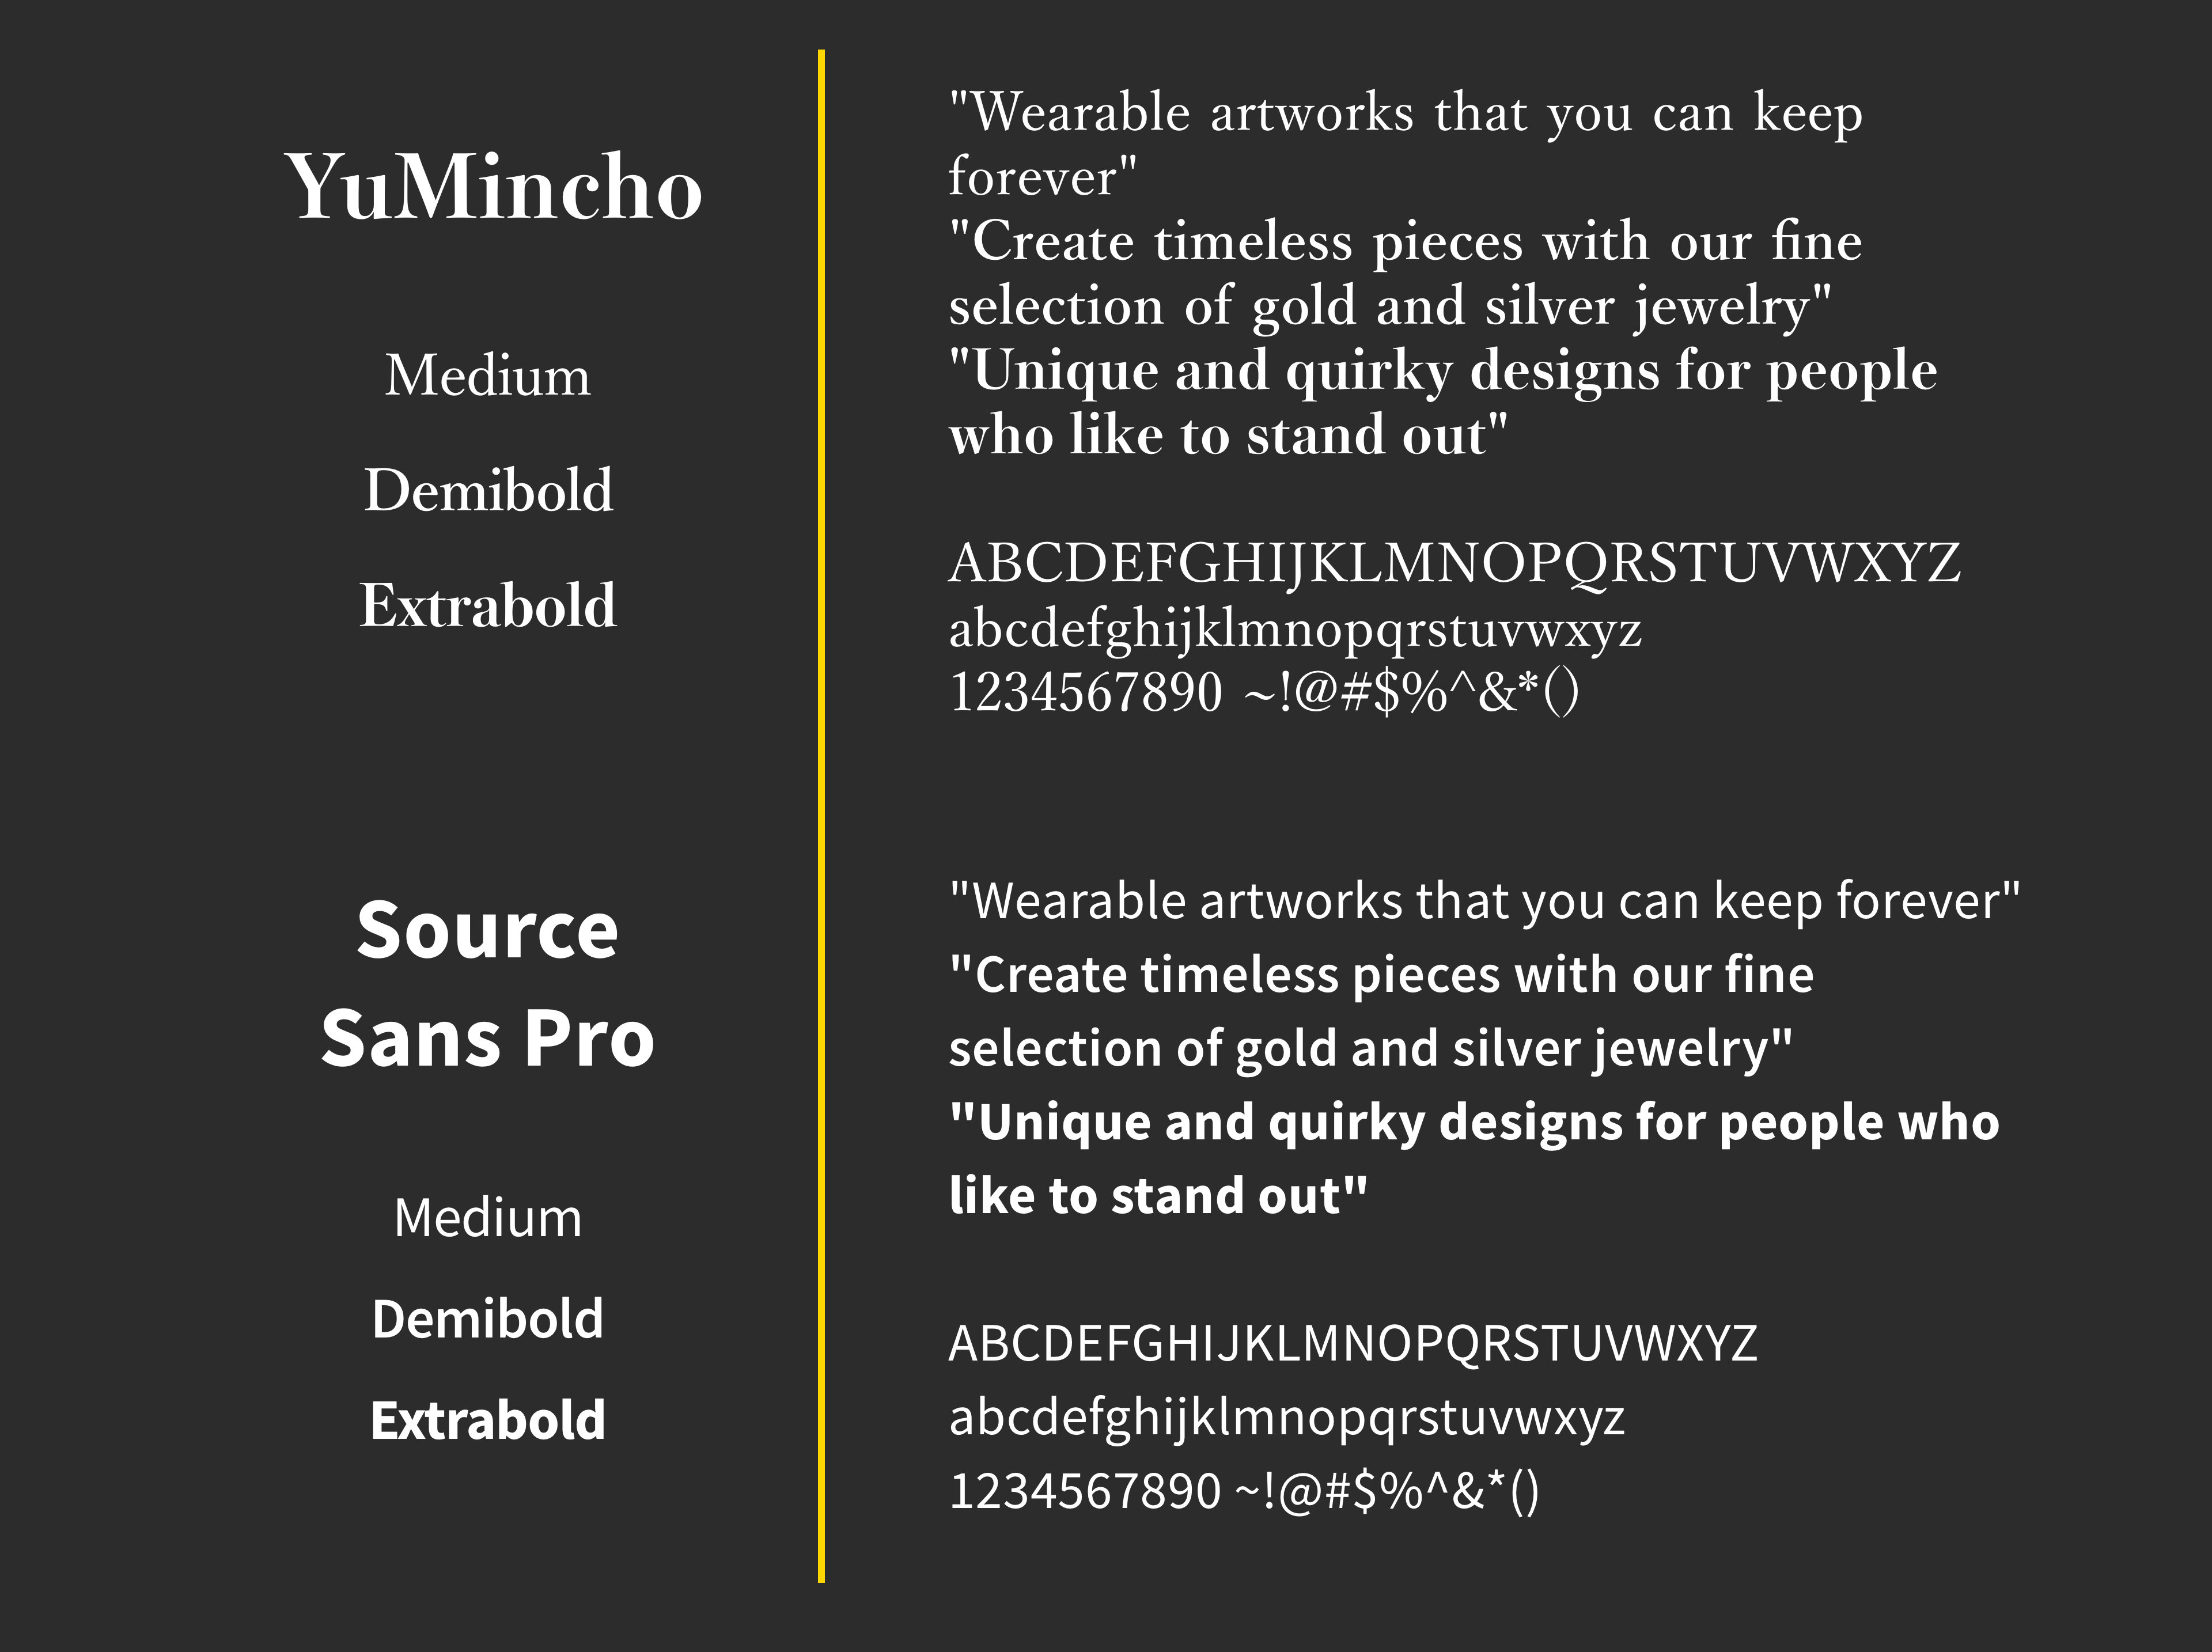 YuMincho
Medium
Demibold
Extrabold
"Wearable artworks that you can keep
forever"
"Create timeless pieces with our fine
selection of gold and silver jewelry"
"Unique and quirky designs for people
who like to stand out"
ABCDEFGHIJKLMNOPQRSTUVWXYZ
abcdefghijklmnopqrstuvwxyz
1234567890 ~!@#$%^&*()
Source
Sans Pro
Medium
Demibold
Extrabold
"Wearable artworks that you can keep forever"
"Create timeless pieces with our fine
selection of gold and silver jewelry"
"Unique and quirky designs for people who
like to stand out"
ABCDEFGHIJKLMNOPQRSTUVWXYZ
abcdefghijklmnopqrstuvwxyz
1234567890 ~!@#$%^&*()